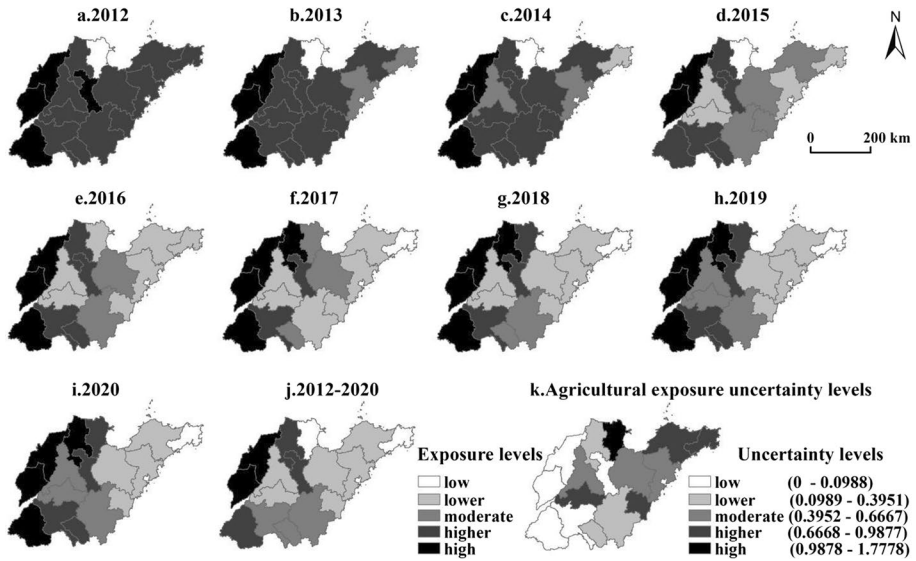 a.2012
b.2013
c.2014
d.2015
N
0 200 km
e.2016
f.2017
g.2018
h.2019
i.2020
j.2012-2020
k.Agricultural exposure uncertainty levels
Exposure levels
low
lower
moderate
higher
high
Uncertainty levels
low (0 - 0.0988)
lower (0.0989 - 0.3951)
moderate (0.3952 - 0.6667)
higher (0.6668 - 0.9877)
high (0.9878 - 1.7778)